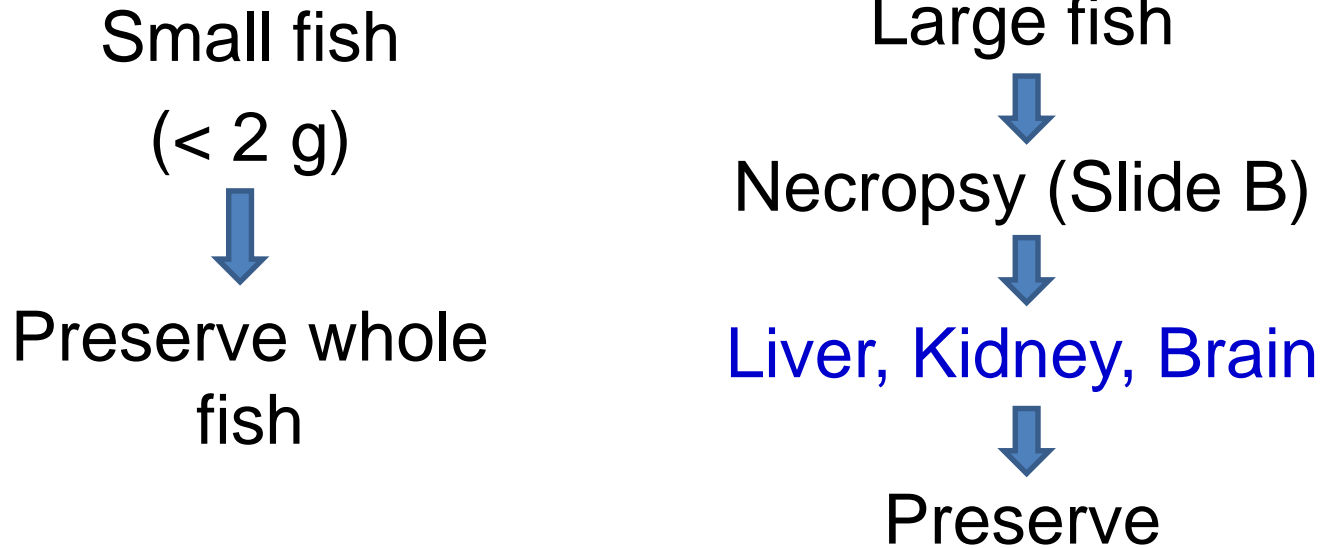 Small fish
(< 2 g)
Preserve whole
fish
Large fish
Necropsy (Slide B)
Liver, Kidney, Brain
Preserve